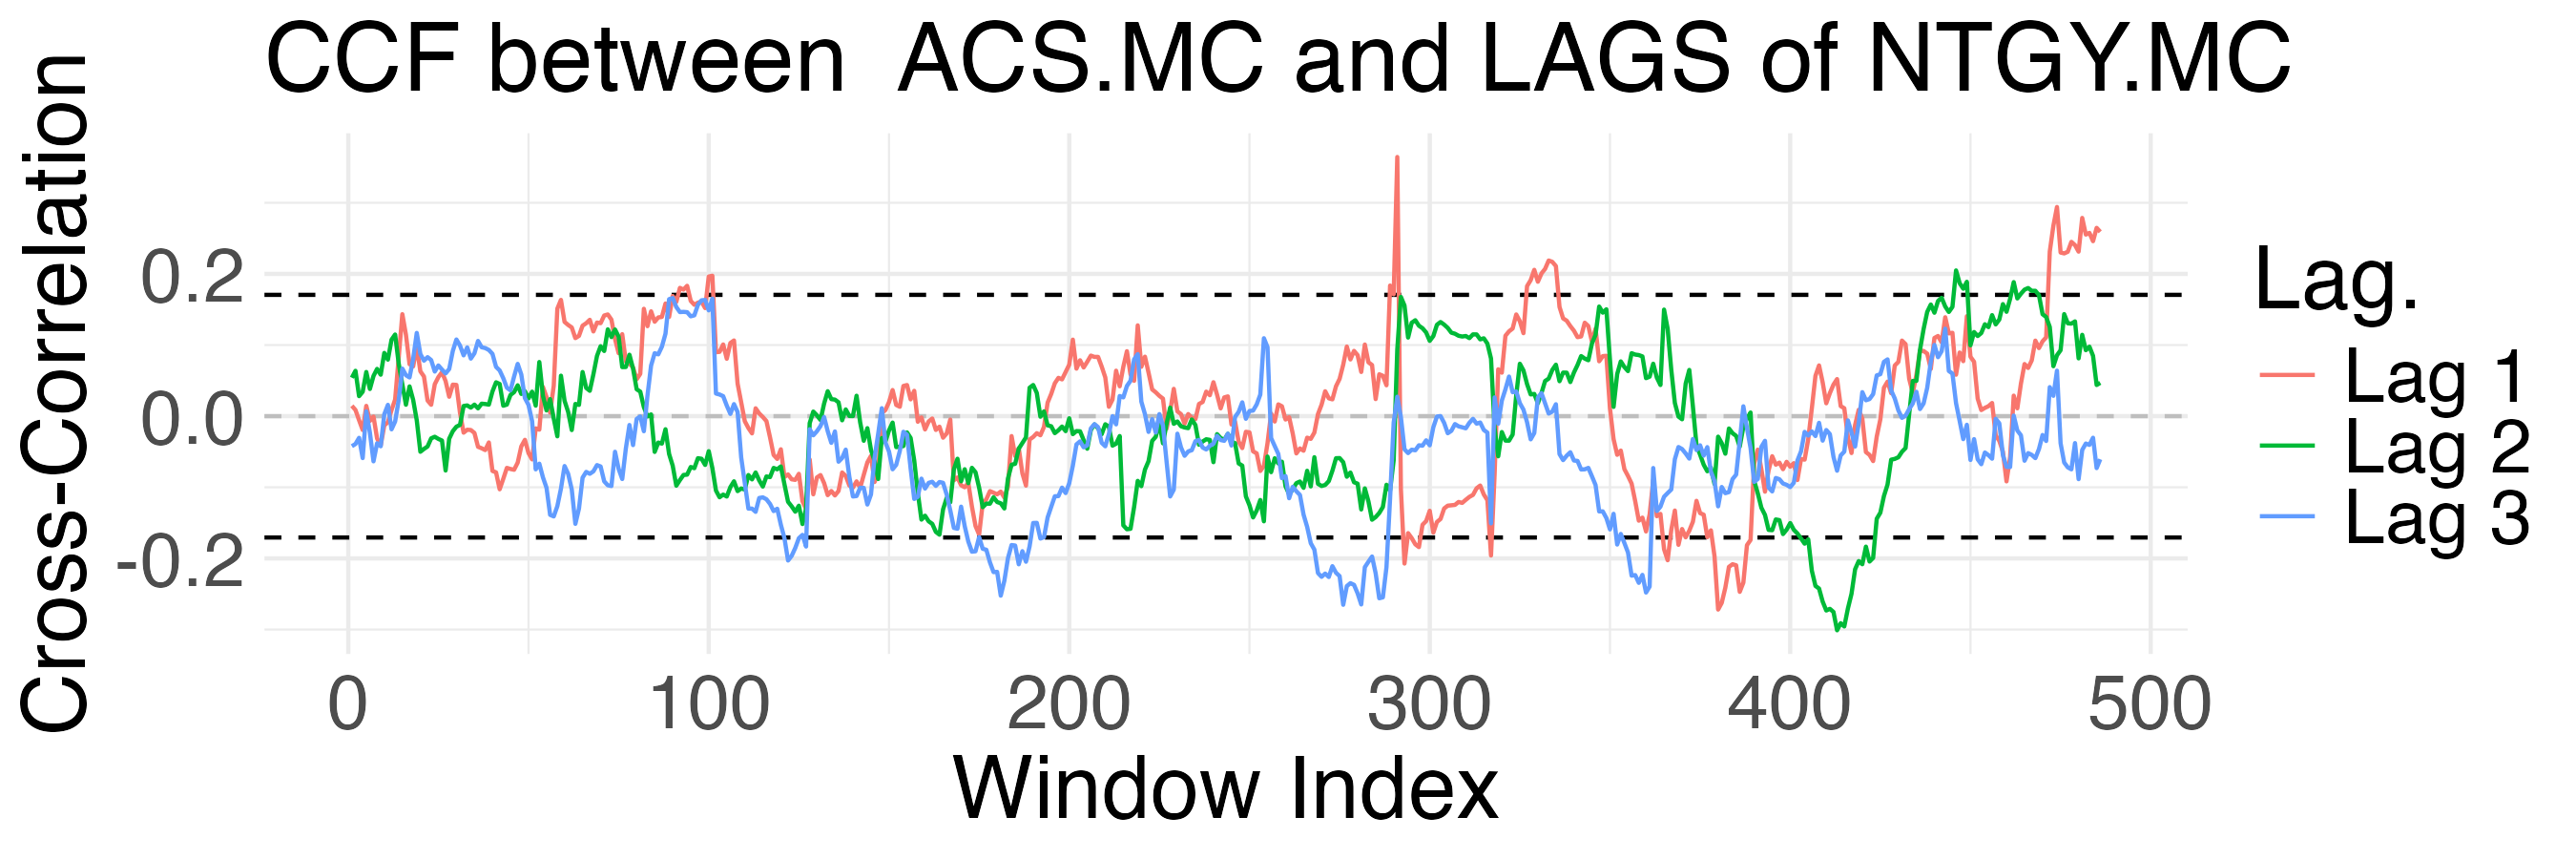 CCF between  ACS.MC and LAGS of NTGY.MC
Cross-Correlation
0.2
0.0
-0.2
0
100
200
300
400
500
Window Index
Lag.
Lag 1
Lag 2
Lag 3